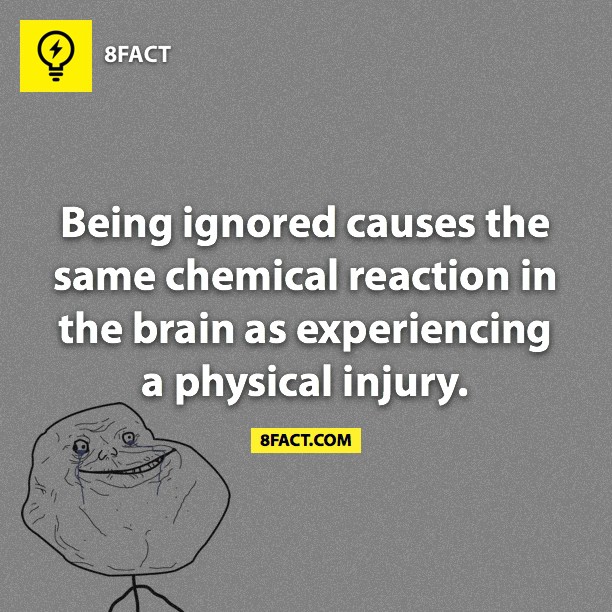 8FACT
Being ignored causes the
same chemical reaction in
the brain as experiencing
a physical injury.
8FACT.COM